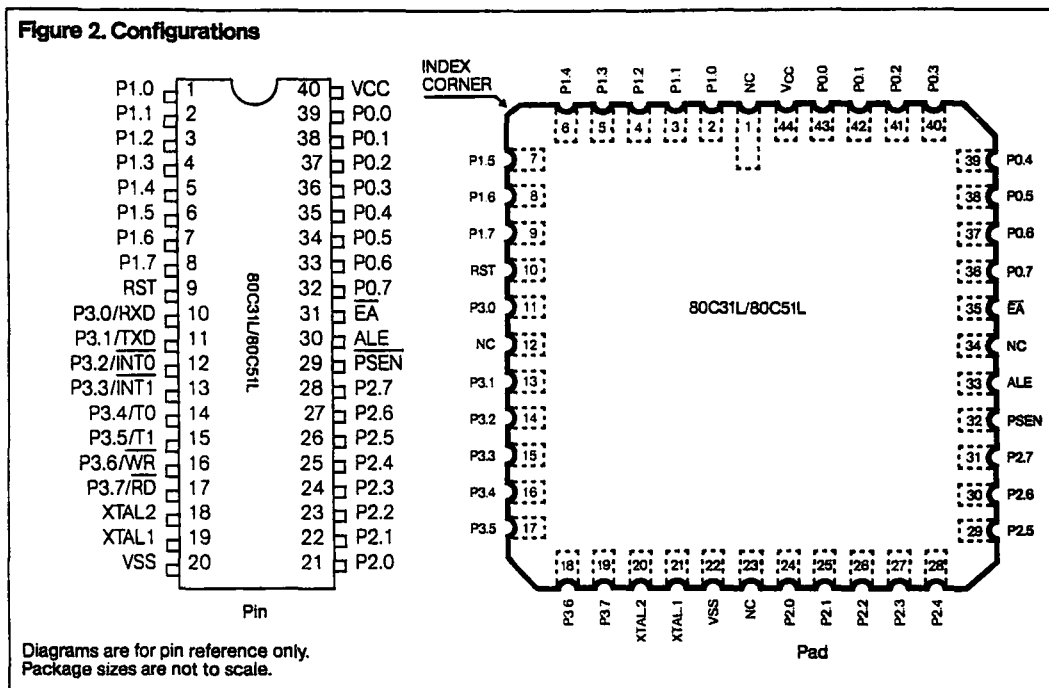 Figure 2. Configurations
P1.0 1 40 VCC
P1.1 2 39 P0.0
P1.2 3 38 P0.1
P1.3 4 37 P0.2
P1.4 5 36 P0.3
P1.5 6 35 P0.4
P1.6 7 34 P0.5
P1.7 8 33 P0.6
RST 9 32 P0.7
P3.0/RXD 10 31 E̅A̅
P3.1/TXD 11 30 ALE
P3.2/I̅N̅T̅0̅ 12 29 P̅S̅E̅N̅
P3.3/I̅N̅T̅1̅ 13 28 P2.7
P3.4/T0 14 27 P2.6
P3.5/T1 15 26 P2.5
P3.6/W̅R̅ 16 25 P2.4
P3.7/R̅D̅ 17 24 P2.3
XTAL2 18 23 P2.2
XTAL1 19 22 P2.1
VSS 20 21 P2.0
80C31L/80C51L
Pin
INDEX
CORNER
P1.4 P1.3 P1.2 P1.1 P1.0 NC VCC P0.0 P0.1 P0.2 P0.3
6 5 4 3 2 1 44 43 42 41 40
P1.5 7 39 P0.4
P1.6 8 38 P0.5
P1.7 9 37 P0.6
RST 10 36 P0.7
P3.0 11 35 E̅A̅
NC 12 34 NC
P3.1 13 33 ALE
P3.2 14 32 PSEN
P3.3 15 31 P2.7
P3.4 16 30 P2.6
P3.5 17 29 P2.5
80C31L/80C51L
18 19 20 21 22 23 24 25 26 27 28
P3.6 P3.7 XTAL2 XTAL1 VSS NC P2.0 P2.1 P2.2 P2.3 P2.4
Pad
Diagrams are for pin reference only.
Package sizes are not to scale.